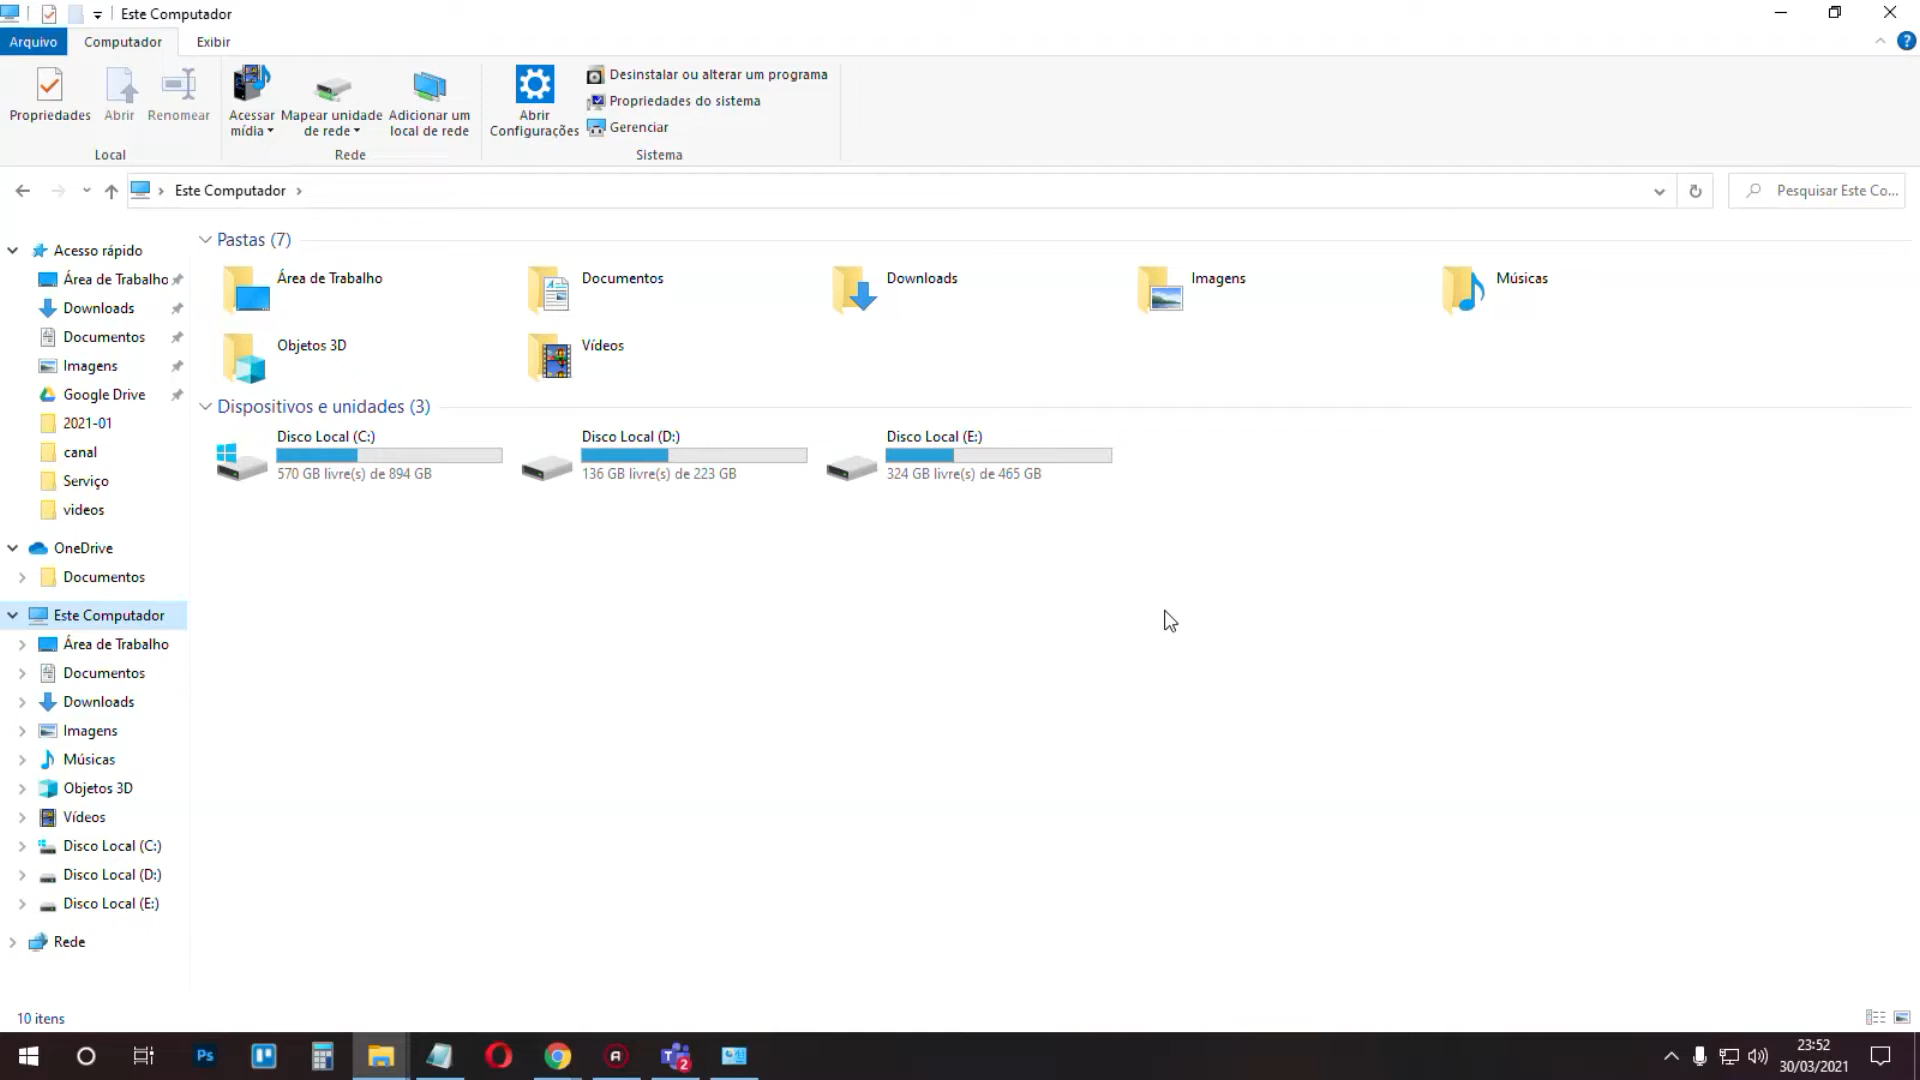 Este Computador
Arquivo
Computador
Exibir
?
Propriedades
Abrir
Renomear
Acessar
mídia
Mapear unidade
de rede
Adicionar um
local de rede
Abrir
Configurações
Desinstalar ou alterar um programa
Propriedades do sistema
Gerenciar
Local
Rede
Sistema
Este Computador
Pesquisar Este Co...
Acesso rápido
Área de Trabalho
Downloads
Documentos
Imagens
Google Drive
2021-01
canal
Serviço
videos
OneDrive
Documentos
Este Computador
Área de Trabalho
Documentos
Downloads
Imagens
Músicas
Objetos 3D
Vídeos
Disco Local (C:)
Disco Local (D:)
Disco Local (E:)
Rede
Pastas (7)
Área de Trabalho
Documentos
Downloads
Imagens
Músicas
Objetos 3D
Vídeos
Dispositivos e unidades (3)
Disco Local (C:)
570 GB livre(s) de 894 GB
Disco Local (D:)
136 GB livre(s) de 223 GB
Disco Local (E:)
324 GB livre(s) de 465 GB
10 itens
Ps
A
T
2
23:52
30/03/2021